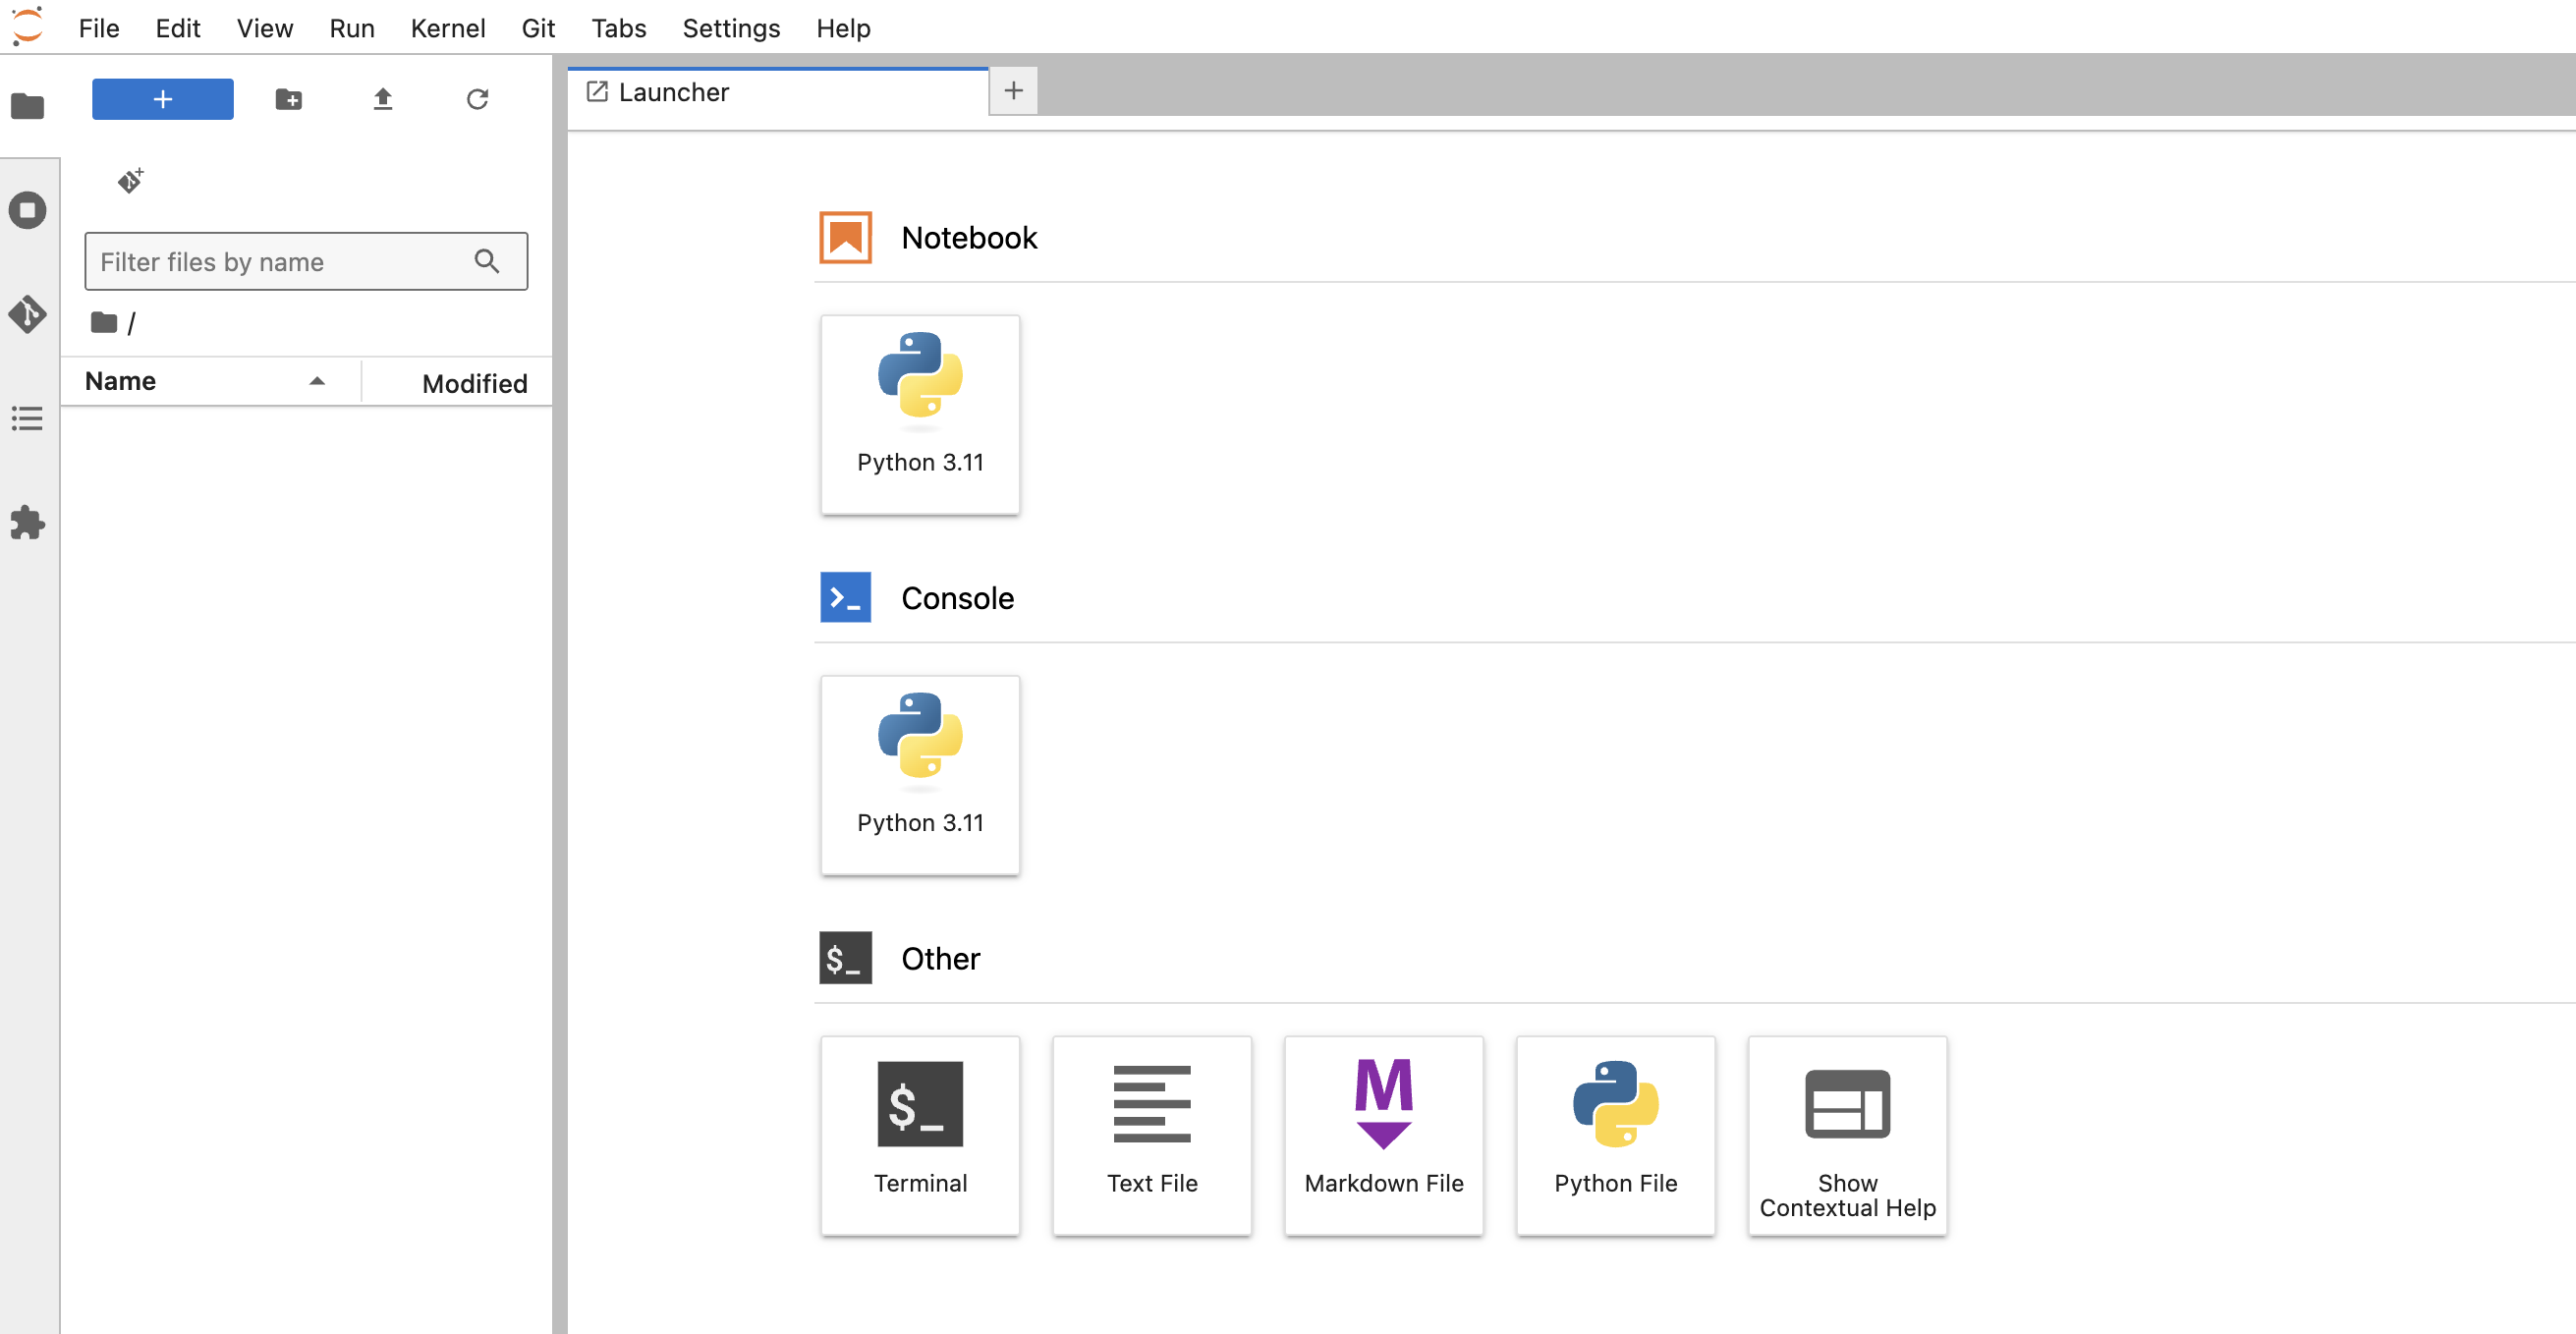 File Edit View Run Kernel Git Tabs Settings Help
Launcher
Filter files by name
/
Name Modified
Notebook
Python 3.11
Console
Python 3.11
$_ Other
$_
M
Terminal Text File Markdown File Python File Show
Contextual Help